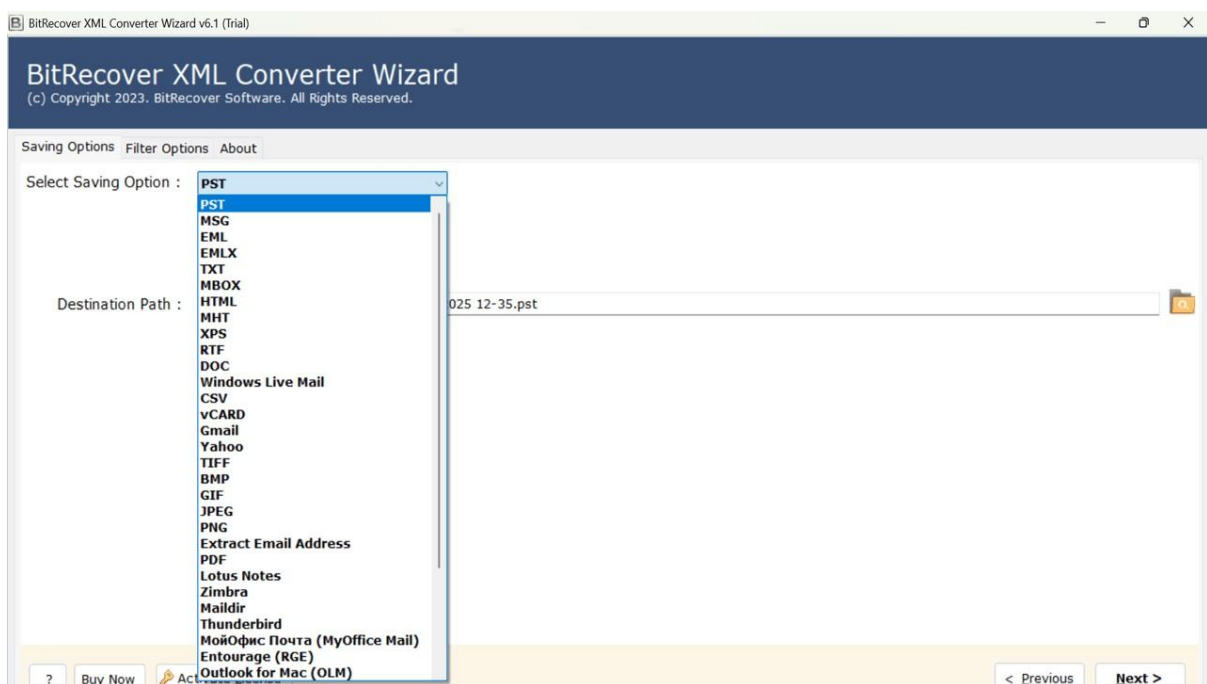 BitRecover XML Converter Wizard v6.1 (Trial)
BitRecover XML Converter Wizard
(c) Copyright 2023. BitRecover Software. All Rights Reserved.
Saving Options Filter Options About
Select Saving Option : PST
PST
MSG
EML
EMLX
TXT
MBOX
Destination Path : HTML 025 12-35.pst
MHT
XPS
RTF
DOC
Windows Live Mail
CSV
vCARD
Gmail
Yahoo
TIFF
BMP
GIF
JPEG
PNG
Extract Email Address
PDF
Lotus Notes
Zimbra
Maildir
Thunderbird
МойОфис Почта (MyOffice Mail)
Entourage (RGE)
Outlook for Mac (OLM)
? Buy Now < Previous Next >